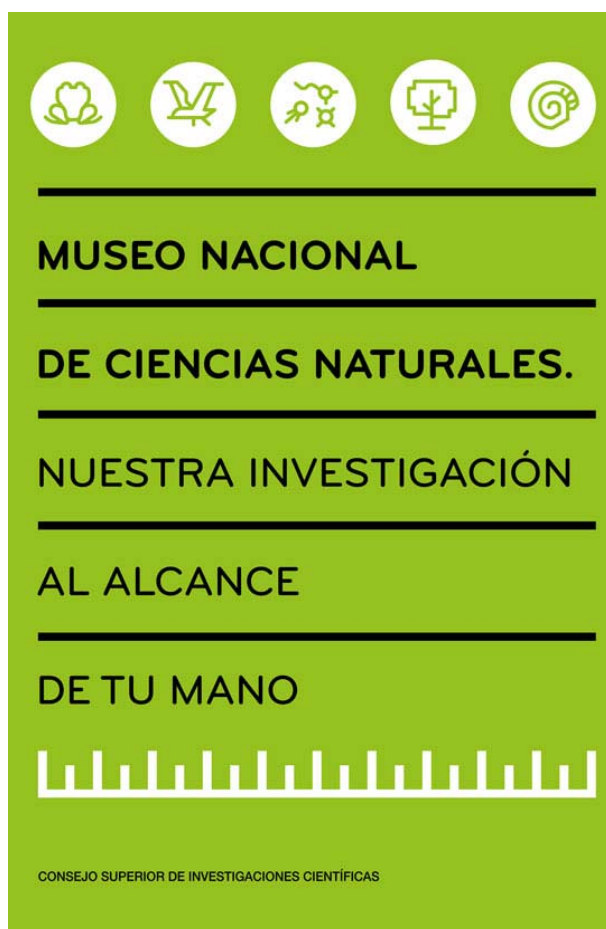 MUSEO NACIONAL
DE CIENCIAS NATURALES.
NUESTRA INVESTIGACIÓN
AL ALCANCE
DE TU MANO
CONSEJO SUPERIOR DE INVESTIGACIONES CIENTÍFICAS